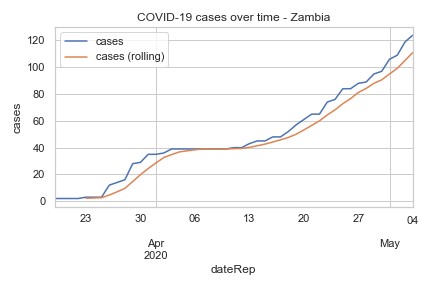 COVID-19 cases over time - Zambia
cases
cases (rolling)
120
100
80
60
40
20
0
cases
23 30 06 13 20 27 04
Apr May
2020
dateRep